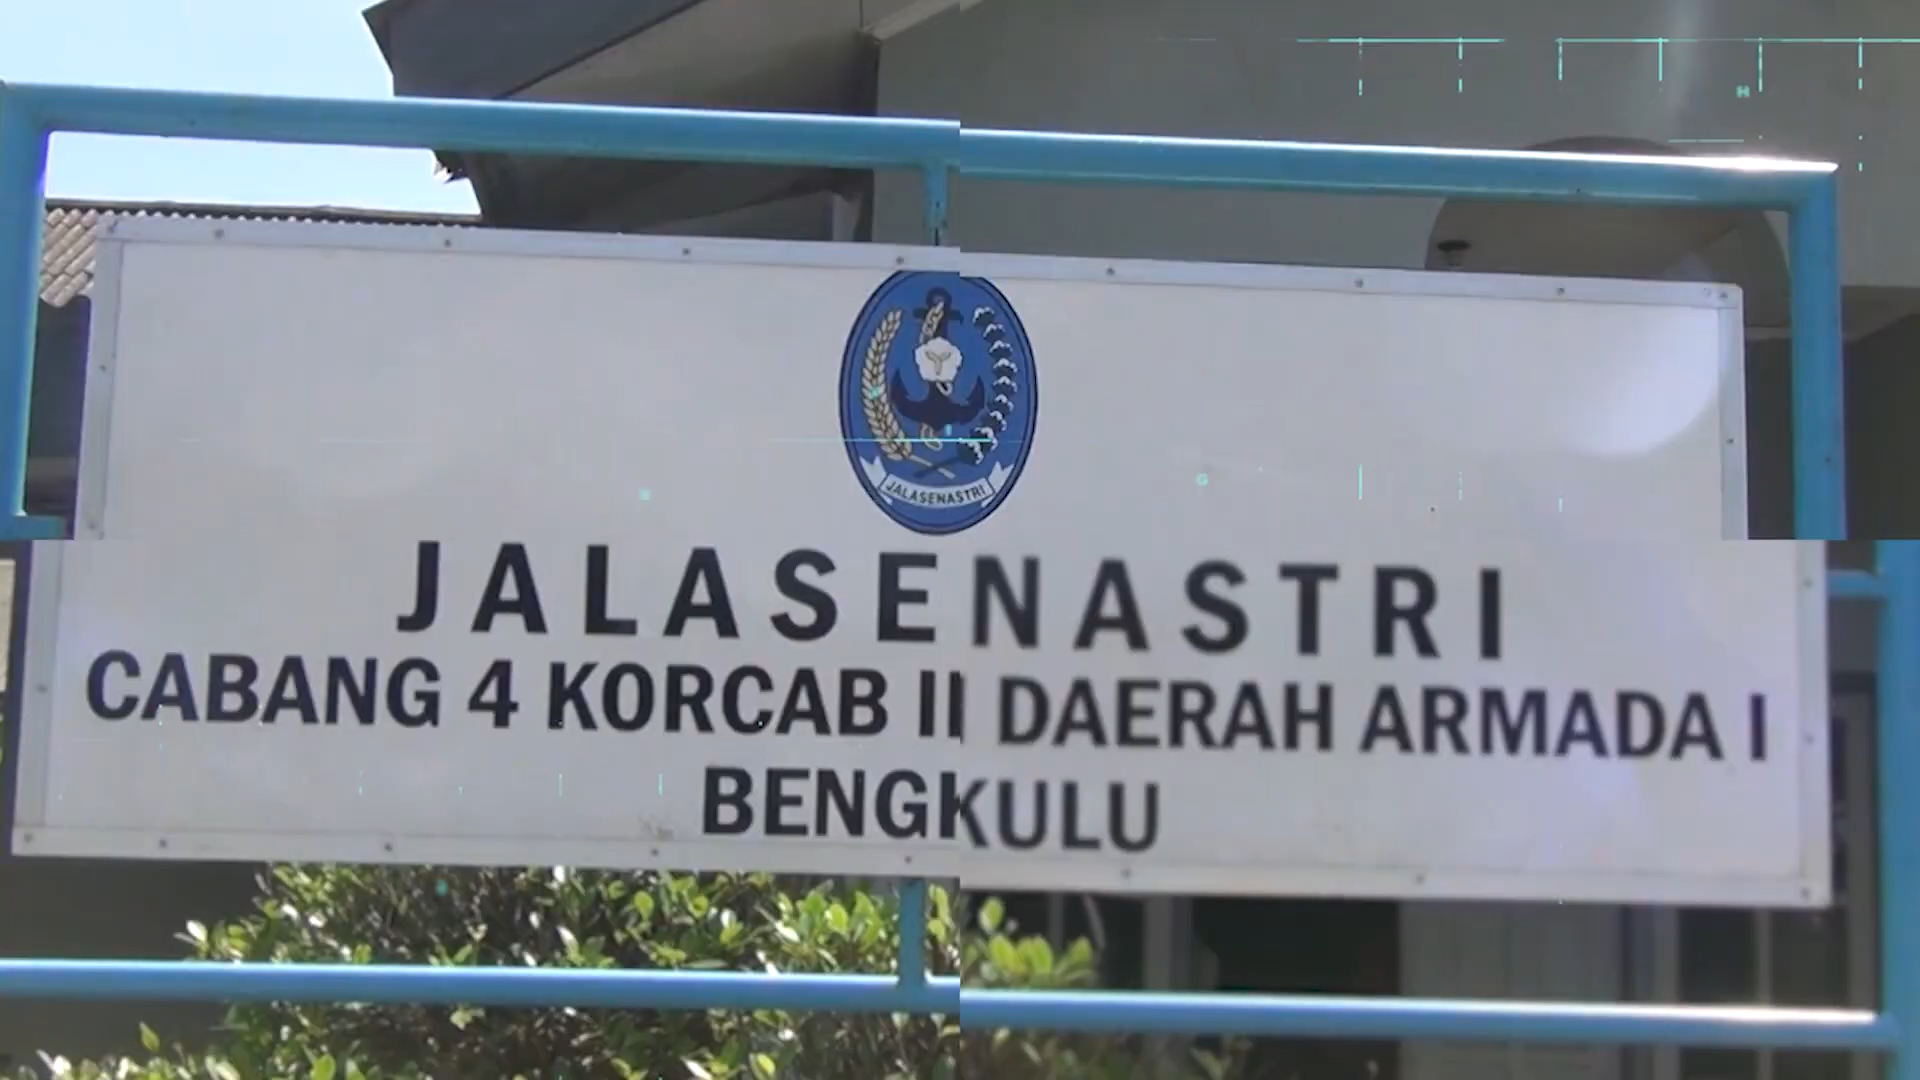 JALASENASTRI
JALASENASTRI
CABANG 4 KORCAB II DAERAH ARMADA I
BENGKULU